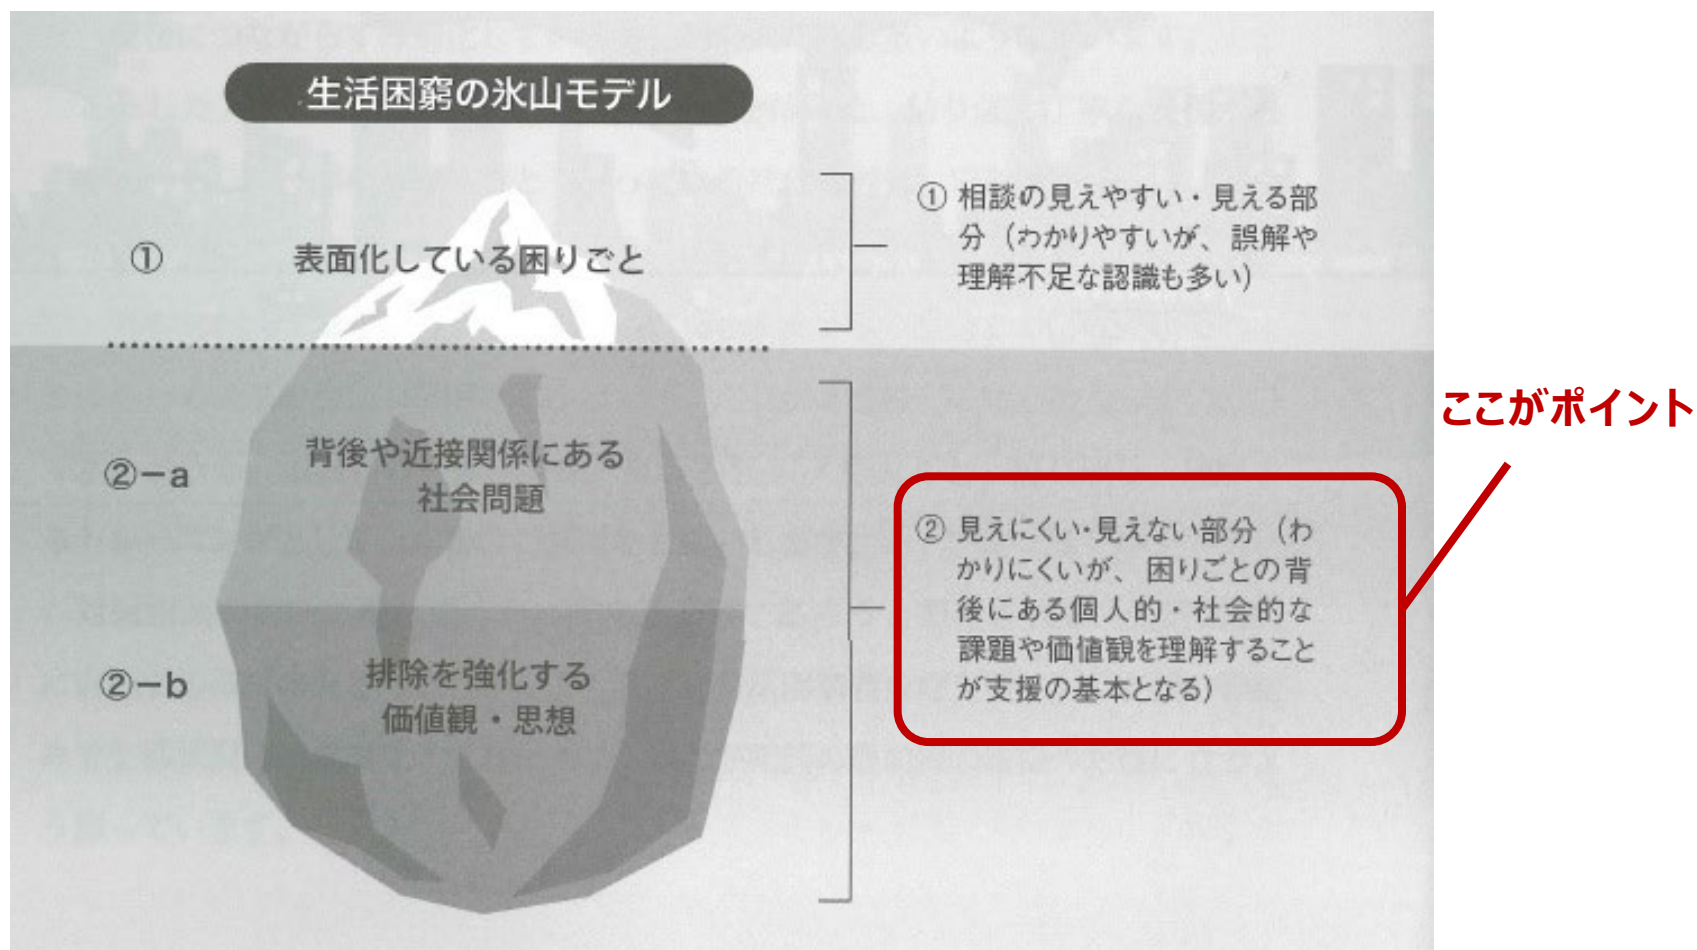 生活困窮の氷山モデル
①
表面化している困りごと
① 相談の見えやすい・見える部
分（わかりやすいが、誤解や
理解不足な認識も多い）
②－a
背後や近接関係にある
社会問題
ここがポイント
② 見えにくい・見えない部分（わ
かりにくいが、困りごとの背
後にある個人的・社会的な
課題や価値観を理解すること
が支援の基本となる）
②－b
排除を強化する
価値観・思想